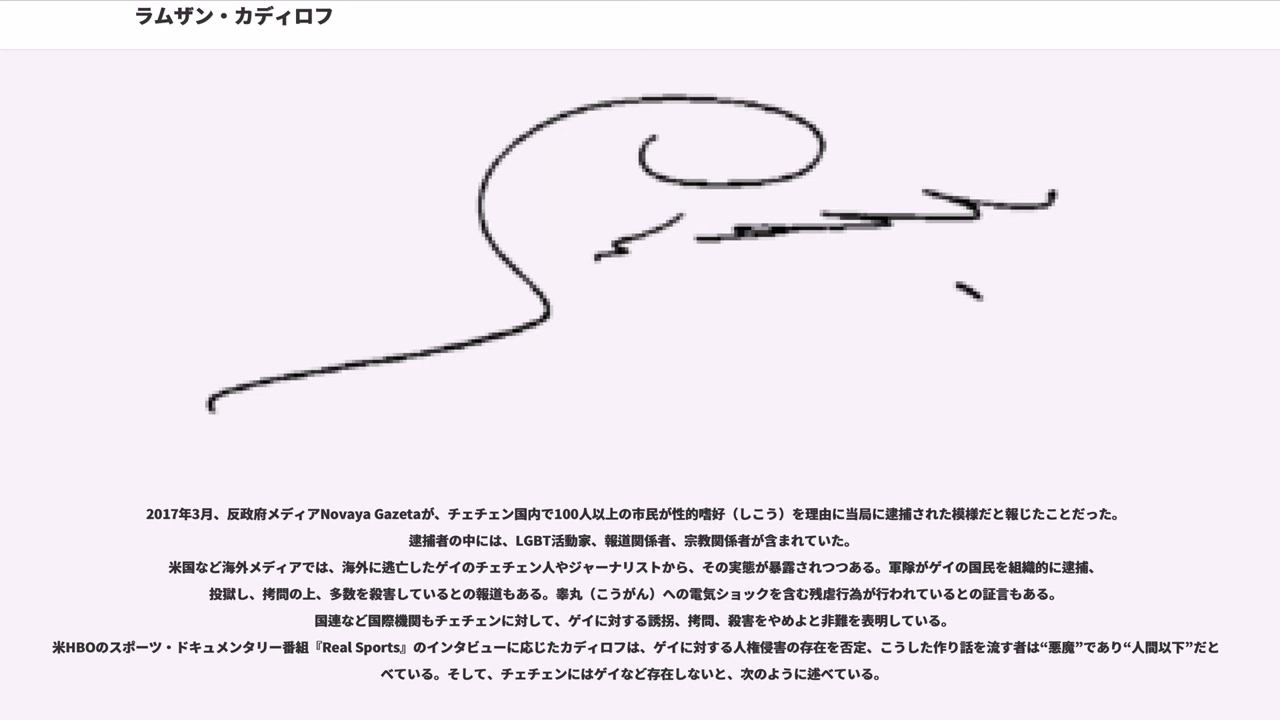 ラムザン・カディロフ
2017年3月、反政府メディアNovaya Gazetaが、チェチェン国内で100人以上の市民が性的嗜好（しこう）を理由に当局に逮捕された模様だと報じたことだった。
逮捕者の中には、LGBT活動家、報道関係者、宗教関係者が含まれていた。
米国など海外メディアでは、海外に逃亡したゲイのチェチェン人やジャーナリストから、その実態が暴露されつつある。軍隊がゲイの国民を組織的に逮捕、
投獄し、拷問の上、多数を殺害しているとの報道もある。睾丸（こうがん）への電気ショックを含む残虐行為が行われているとの証言もある。
国連など国際機関もチェチェンに対して、ゲイに対する誘拐、拷問、殺害をやめよと非難を表明している。
米HBOのスポーツ・ドキュメンタリー番組『Real Sports』のインタビューに応じたカディロフは、ゲイに対する人権侵害の存在を否定、こうした作り話を流す者は“悪魔”であり“人間以下”だと
べている。そして、チェチェンにはゲイなど存在しないと、次のように述べている。